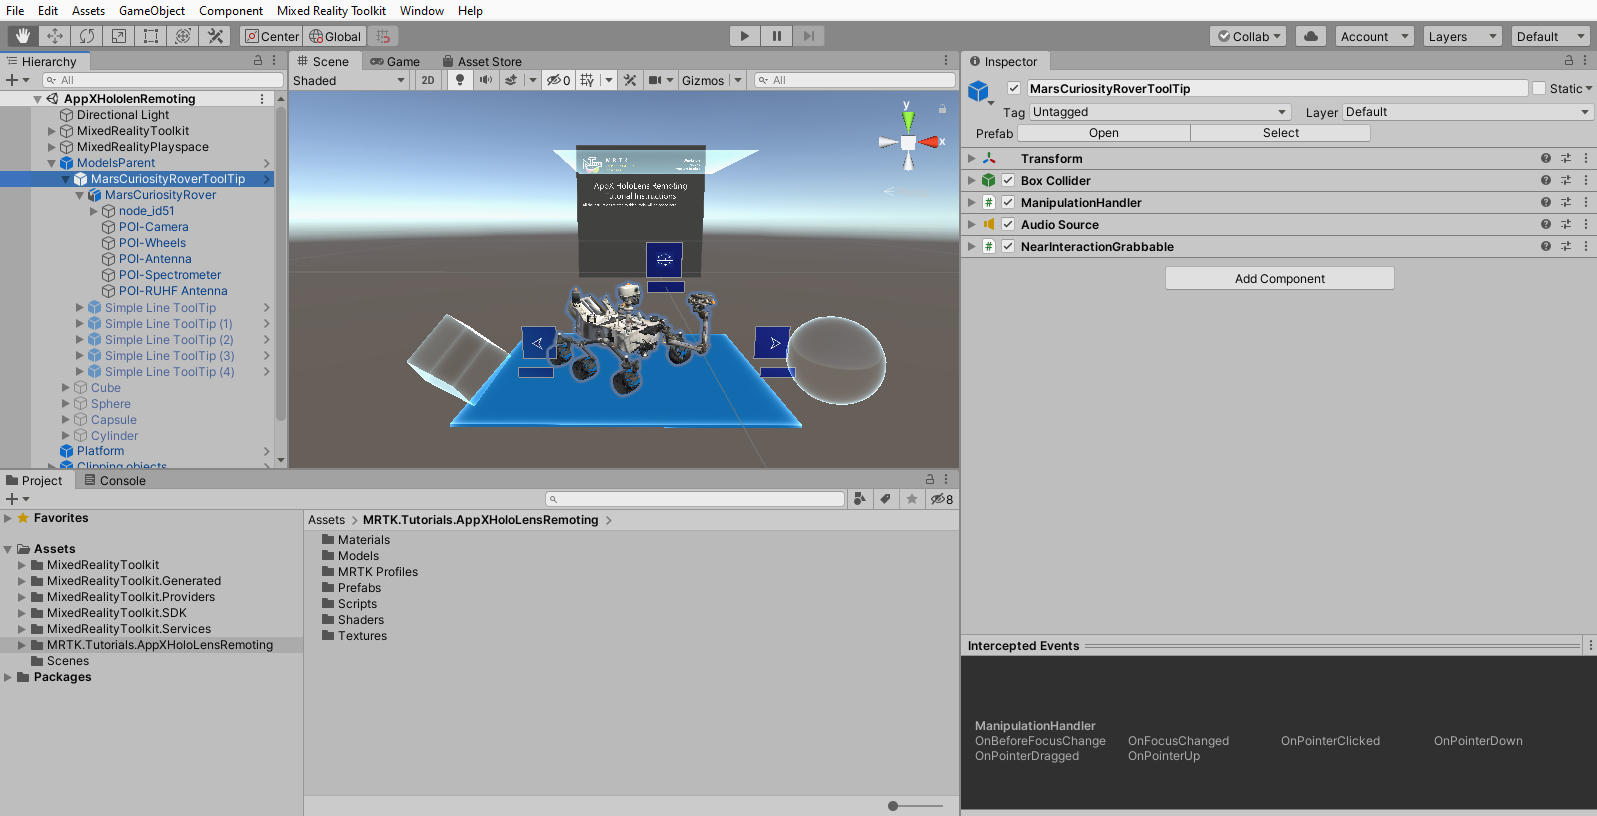 File Edit Assets GameObject Component Mixed Reality Toolkit Window Help
Center Global Collab Account Layers Default
Hierarchy
All
AppXHololenRemoting
Directional Light
MixedRealityToolkit
MixedRealityPlayspace
ModelsParent
MarsCuriosityRoverToolTip
MarsCuriosityRover
node_id51
POI-Camera
POI-Wheels
POI-Antenna
POI-Spectrometer
POI-RUHF Antenna
Simple Line ToolTip
Simple Line ToolTip (1)
Simple Line ToolTip (2)
Simple Line ToolTip (3)
Simple Line ToolTip (4)
Cube
Sphere
Capsule
Cylinder
Platform
Clipping objects
Scene Game Asset Store
Shaded 2D 0 Gizmos All
y
x
MRTK
AppX HoloLens Remoting
Tutorial Instructions
Inspector
MarsCuriosityRoverToolTip Static
Tag Untagged Layer Default
Prefab Open Select
Transform
Box Collider
ManipulationHandler
Audio Source
NearInteractionGrabbable
Add Component
Project Console
8
Favorites
Assets
MixedRealityToolkit
MixedRealityToolkit.Generated
MixedRealityToolkit.Providers
MixedRealityToolkit.SDK
MixedRealityToolkit.Services
MRTK.Tutorials.AppXHoloLensRemoting
Scenes
Packages
Assets > MRTK.Tutorials.AppXHoloLensRemoting >
Materials
Models
MRTK Profiles
Prefabs
Scripts
Shaders
Textures
Intercepted Events
ManipulationHandler
OnBeforeFocusChange OnFocusChanged OnPointerClicked OnPointerDown
OnPointerDragged OnPointerUp